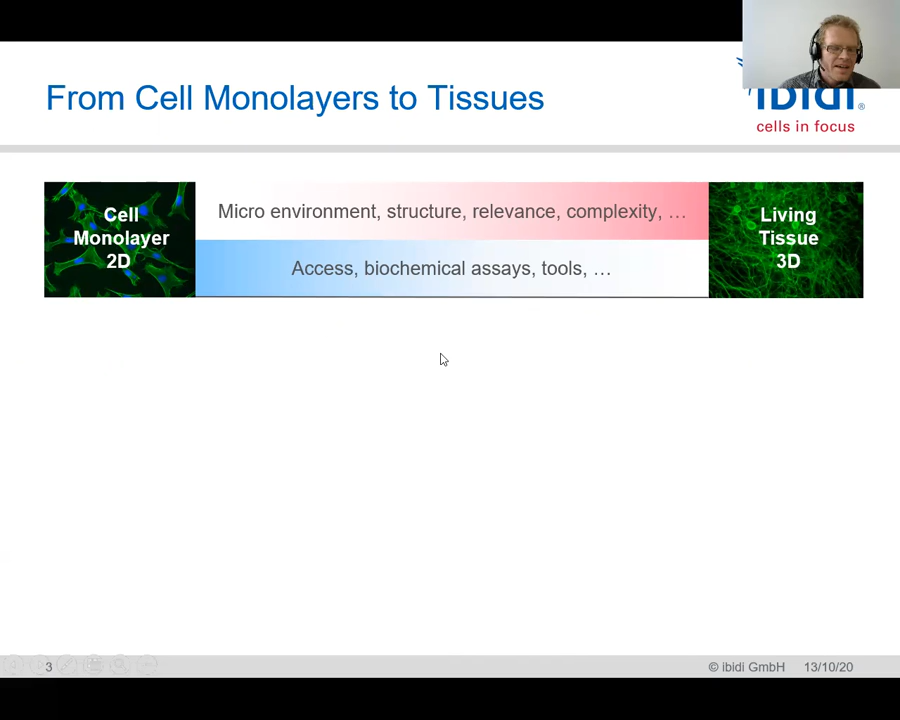 From Cell Monolayers to Tissues
ibidi®
cells in focus
Cell
Monolayer
2D
Micro environment, structure, relevance, complexity, …
Access, biochemical assays, tools, …
Living
Tissue
3D
3
© ibidi GmbH 13/10/20